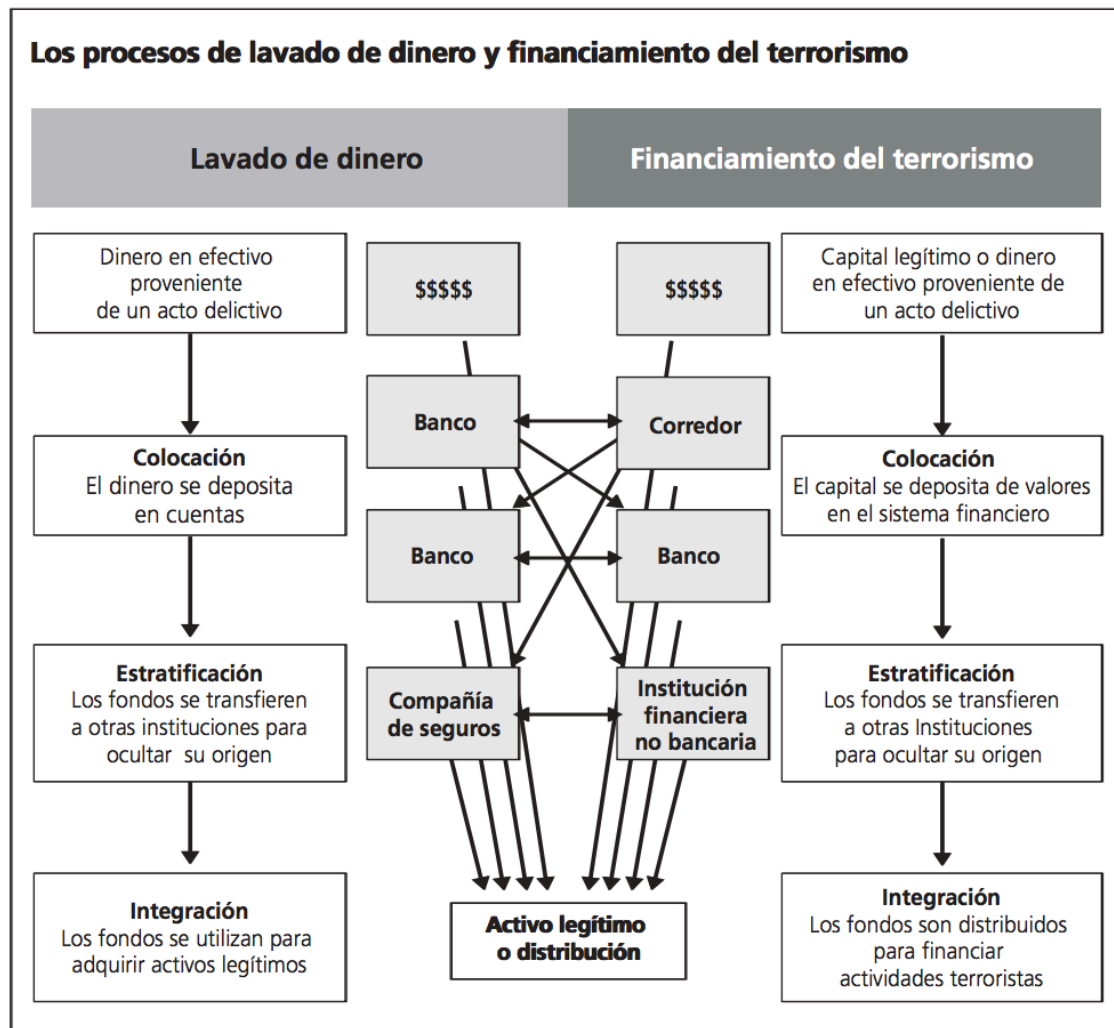 Los procesos de lavado de dinero y financiamiento del terrorismo
Lavado de dinero
Financiamiento del terrorismo
Dinero en efectivo
proveniente
de un acto delictivo
Colocación
El dinero se deposita
en cuentas
Estratificación
Los fondos se transfieren
a otras instituciones para
ocultar su origen
Integración
Los fondos se utilizan para
adquirir activos legítimos
$$$$$
$$$$$
Banco
Corredor
Banco
Banco
Compañía
de seguros
Institución
financiera
no bancaria
Activo legítimo
o distribución
Capital legítimo o dinero
en efectivo proveniente de
un acto delictivo
Colocación
El capital se deposita de valores
en el sistema financiero
Estratificación
Los fondos se transfieren
a otras Instituciones
para ocultar su origen
Integración
Los fondos son distribuidos
para financiar
actividades terroristas